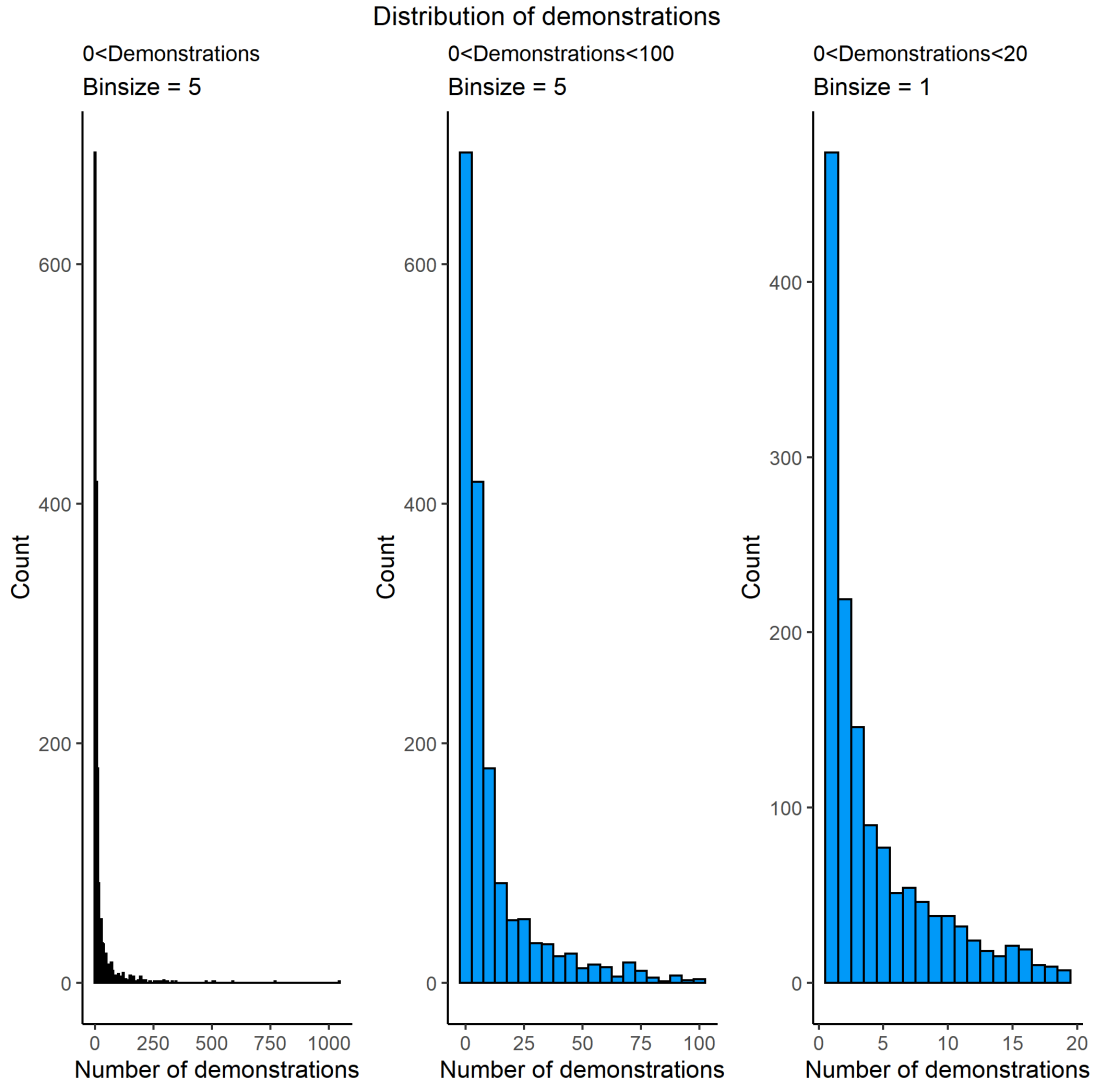 Distribution of demonstrations
0<Demonstrations
Binsize = 5
Count
600
400
200
0
0 250 500 750 1000
Number of demonstrations
0<Demonstrations<100
Binsize = 5
Count
600
400
200
0
0 25 50 75 100
Number of demonstrations
0<Demonstrations<20
Binsize = 1
Count
400
300
200
100
0
0 5 10 15 20
Number of demonstrations